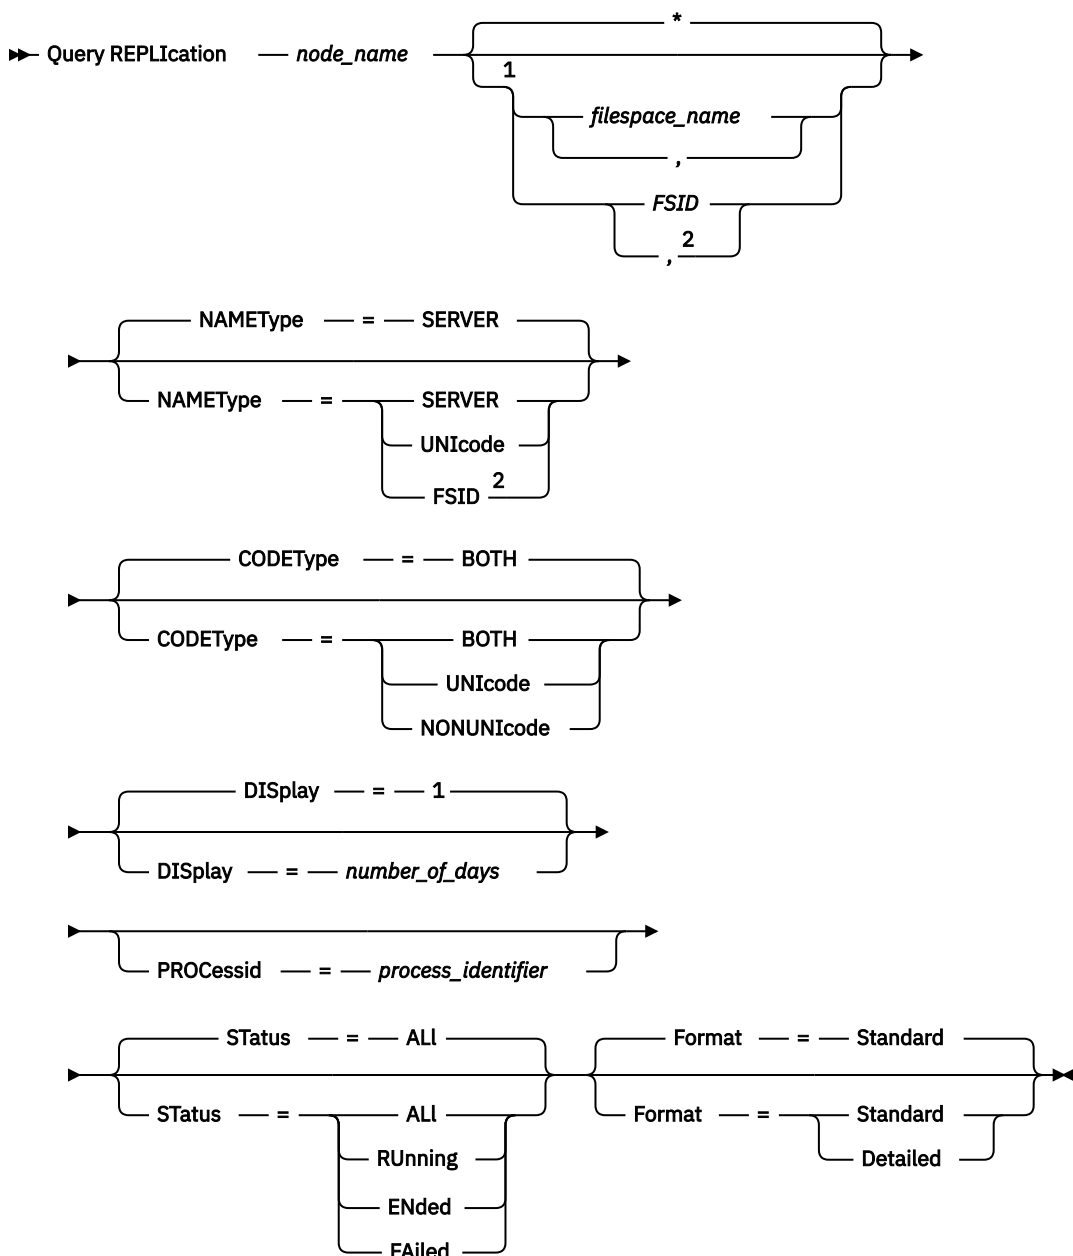 *
Query REPLIcation node_name
1
filespace_name
,
FSID
2
,
NAMEType = SERVER
NAMEType = SERVER
UNIcode
FSID 2
CODEType = BOTH
CODEType = BOTH
UNIcode
NONUNIcode
DISplay = 1
DISplay = number_of_days
PROCessid = process_identifier
STatus = ALl Format = Standard
STatus = ALl Format = Standard
RUnning Detailed
ENded
FAiled